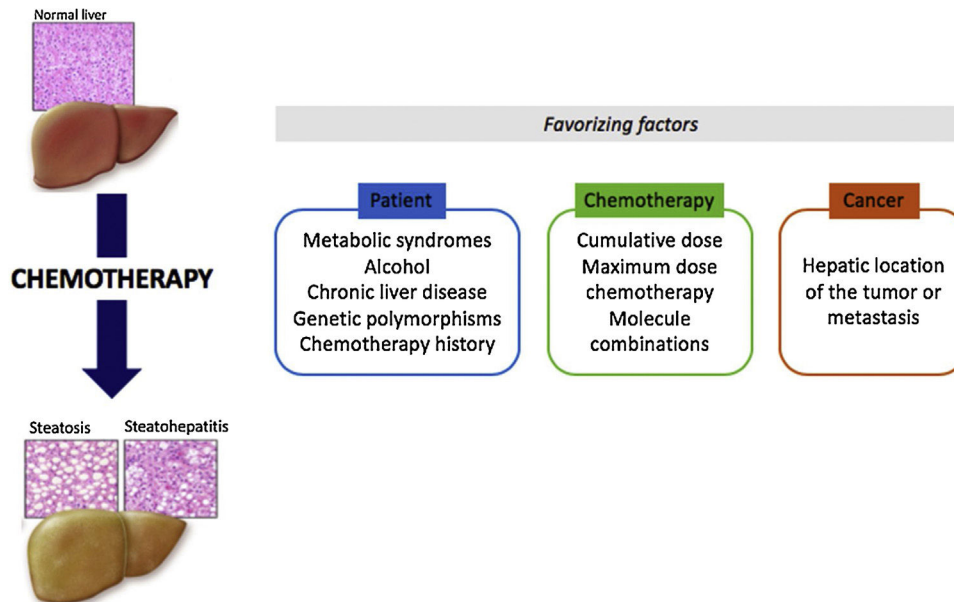 Normal liver
CHEMOTHERAPY
Steatosis
Steatohepatitis
Favorizing factors
Patient
Metabolic syndromes
Alcohol
Chronic liver disease
Genetic polymorphisms
Chemotherapy history
Chemotherapy
Cumulative dose
Maximum dose
chemotherapy
Molecule
combinations
Cancer
Hepatic location
of the tumor or
metastasis